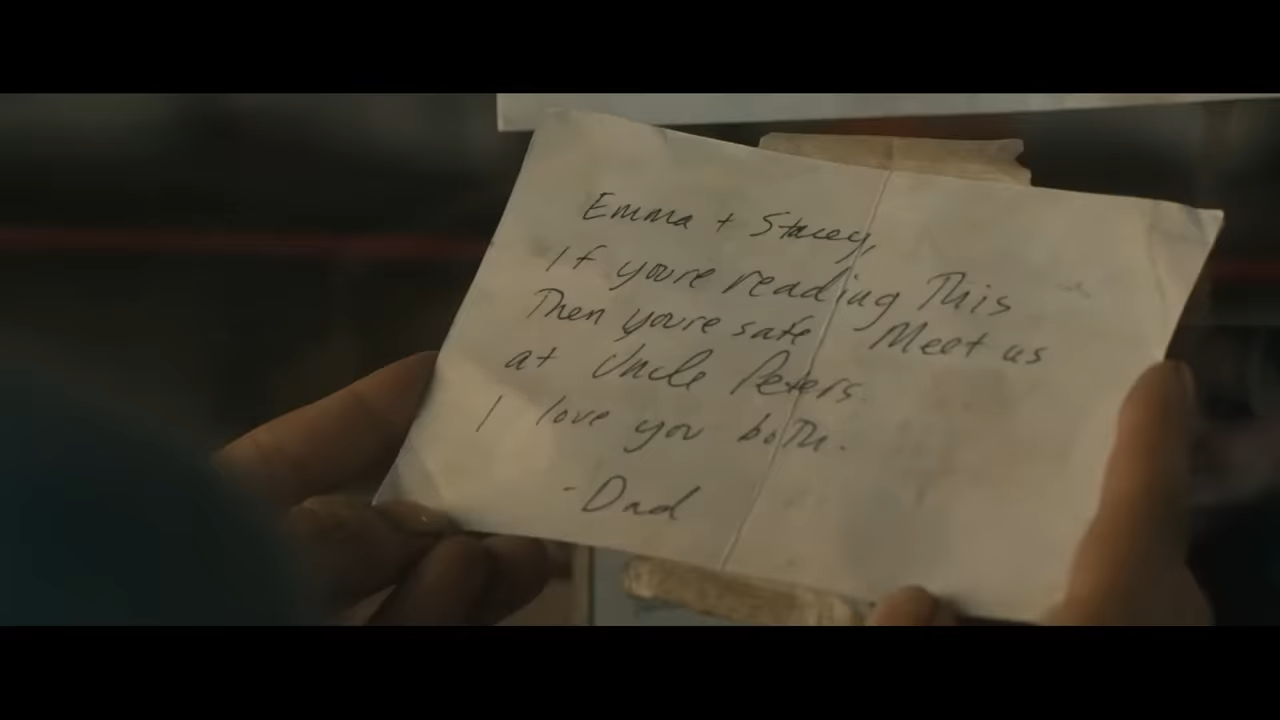 Emma + Stacey,
If youre reading This
Then youre safe Meet us
at Uncle Peters.
I love you both.
-Dad